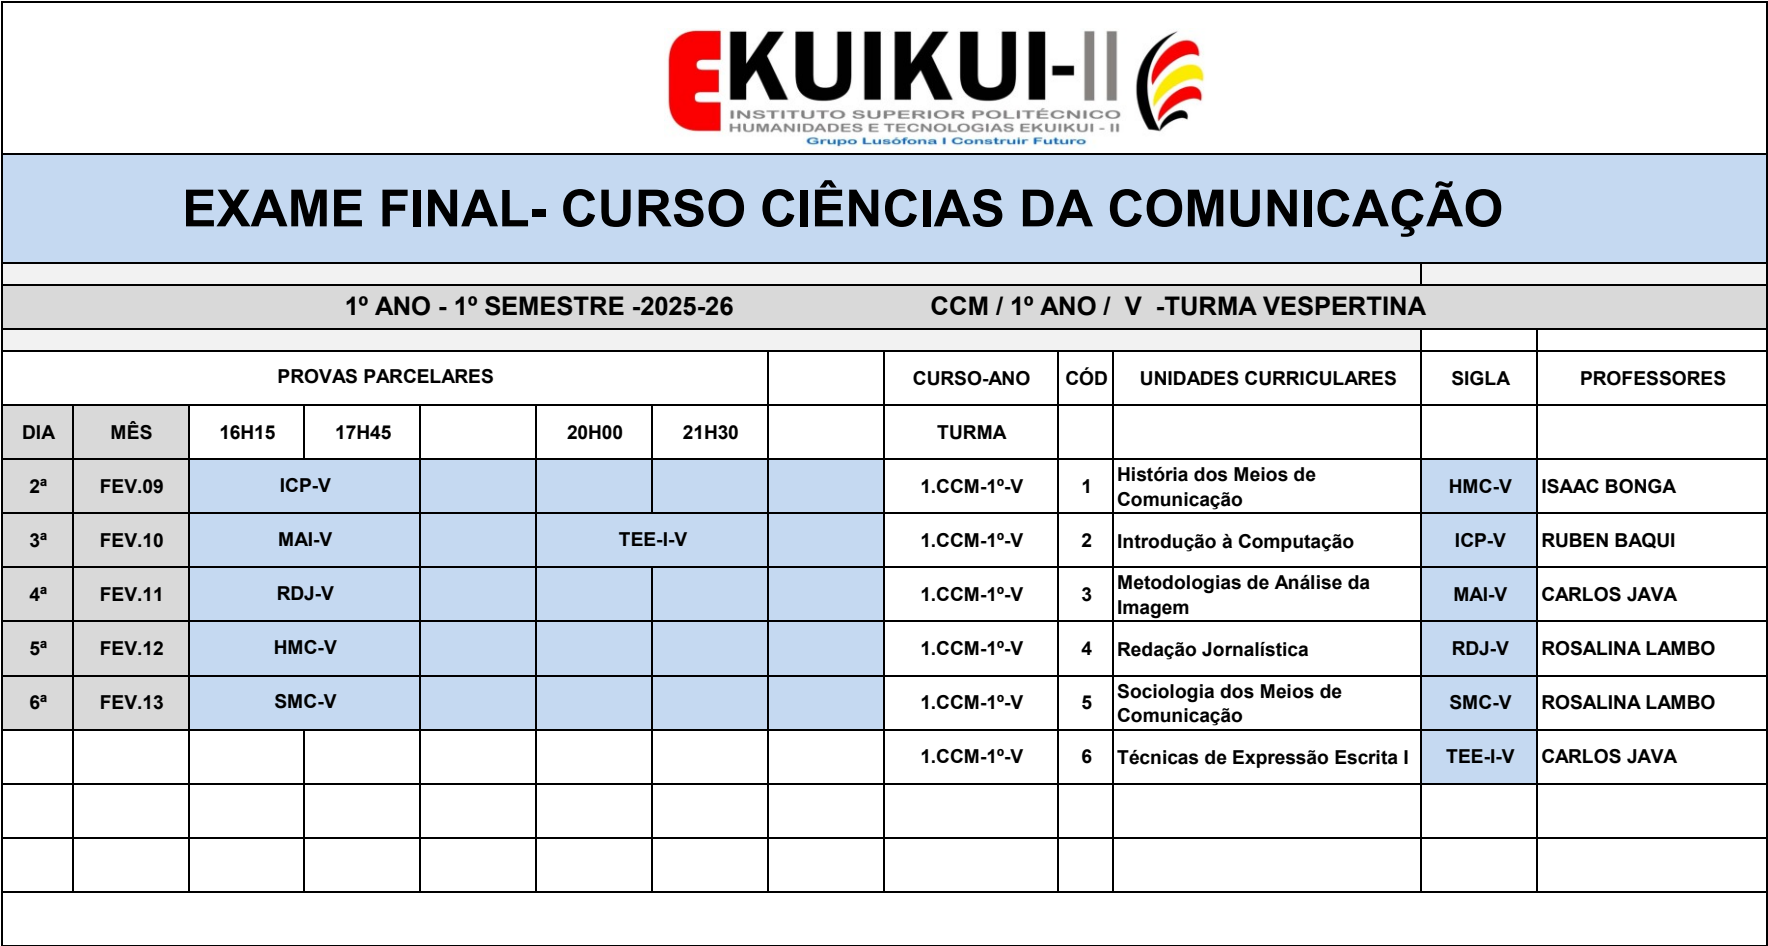 EKUIKUI-II
INSTITUTO SUPERIOR POLITÉCNICO
HUMANIDADES E TECNOLOGIAS EKUIKUI - II
Grupo Lusófona I Construir Futuro
EXAME FINAL- CURSO CIÊNCIAS DA COMUNICAÇÃO
1º ANO - 1º SEMESTRE -2025-26 CCM / 1º ANO / V -TURMA VESPERTINA
PROVAS PARCELARES CURSO-ANO CÓD UNIDADES CURRICULARES SIGLA PROFESSORES
DIA MÊS 16H15 17H45 20H00 21H30 TURMA
2ª FEV.09 ICP-V 1.CCM-1º-V 1 História dos Meios de
Comunicação HMC-V ISAAC BONGA
3ª FEV.10 MAI-V TEE-I-V 1.CCM-1º-V 2 Introdução à Computação ICP-V RUBEN BAQUI
4ª FEV.11 RDJ-V 1.CCM-1º-V 3 Metodologias de Análise da
Imagem MAI-V CARLOS JAVA
5ª FEV.12 HMC-V 1.CCM-1º-V 4 Redação Jornalística RDJ-V ROSALINA LAMBO
6ª FEV.13 SMC-V 1.CCM-1º-V 5 Sociologia dos Meios de
Comunicação SMC-V ROSALINA LAMBO
1.CCM-1º-V 6 Técnicas de Expressão Escrita I TEE-I-V CARLOS JAVA